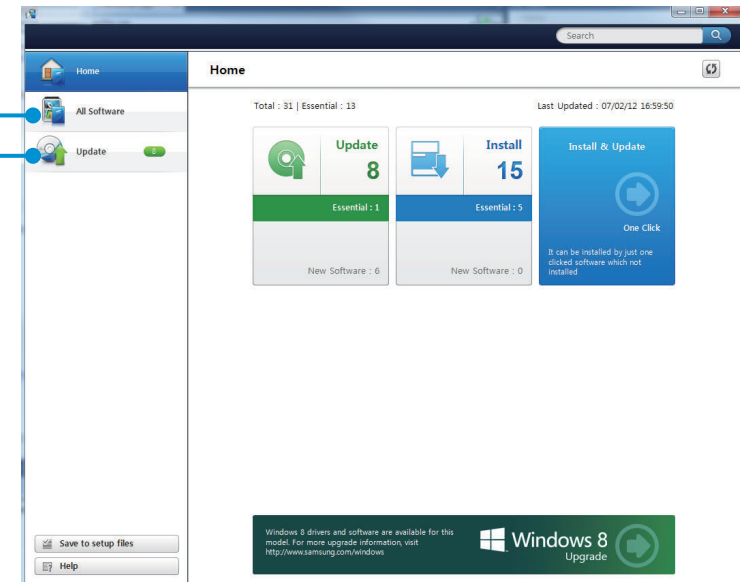 Search
Home
Home
All Software
Update 8
Total : 31 | Essential : 13
Last Updated : 07/02/12 16:59:50
Update
8
Essential : 1
New Software : 6
Install
15
Essential : 5
New Software : 0
Install & Update
One Click
It can be installed by just one
clicked software which not
installed
Save to setup files
Help
Windows 8 drivers and software are available for this
model. For more upgrade information, visit
http://www.samsung.com/windows
Windows 8
Upgrade